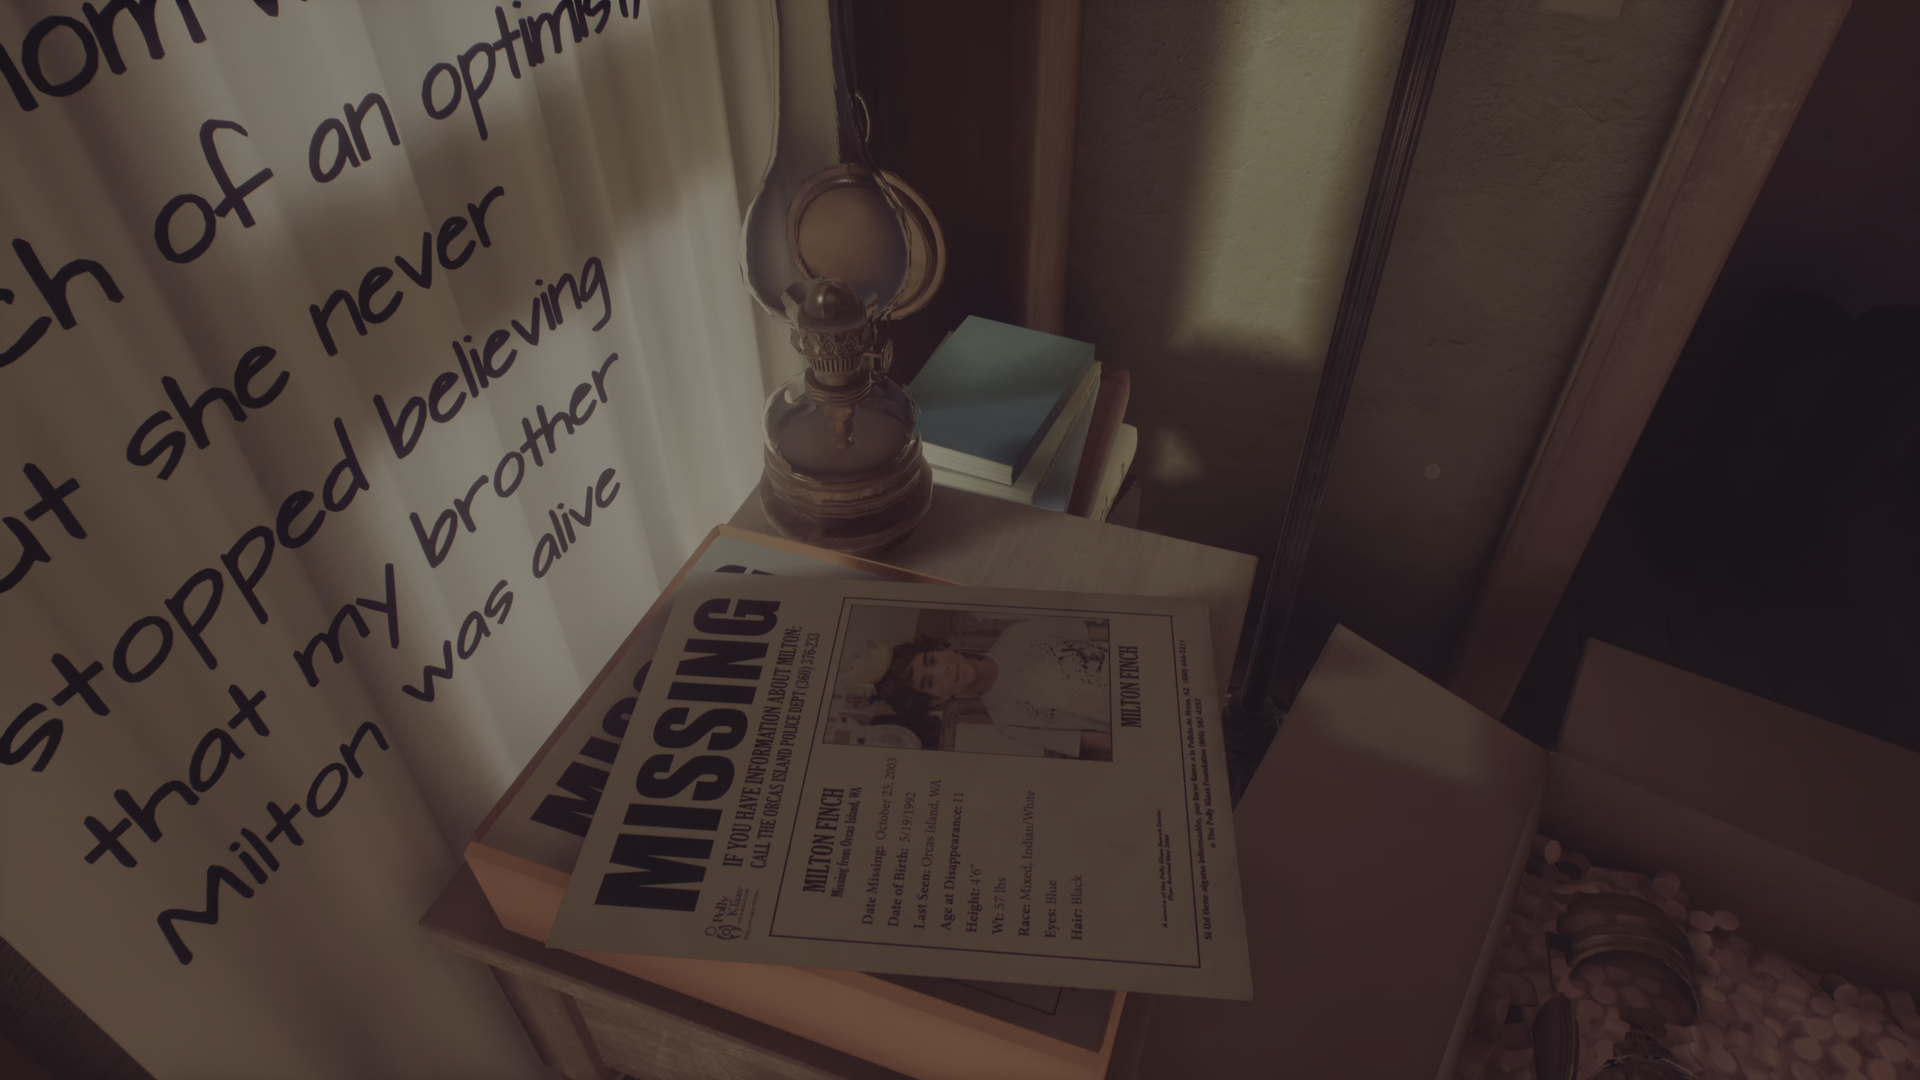 of an optimist,
she never
stopped believing
that my brother
Milton was alive
MISSING
IF YOU HAVE INFORMATION ABOUT MILTON:
CALL THE ORCAS ISLAND POLICE DEPT (360) 376-233
Polly Klaas
MILTON FINCH
Missing from Orcas Island, WA
Date Missing: October 23, 2003
Date of Birth: 5/19/1992
Last Seen: Orcas Island, WA
Age at Disappearance: 11
Height: 4'6"
Wt: 57 lbs
Race: Mixed, Indian/White
Eyes: Blue
Hair: Black
MILTON FINCH